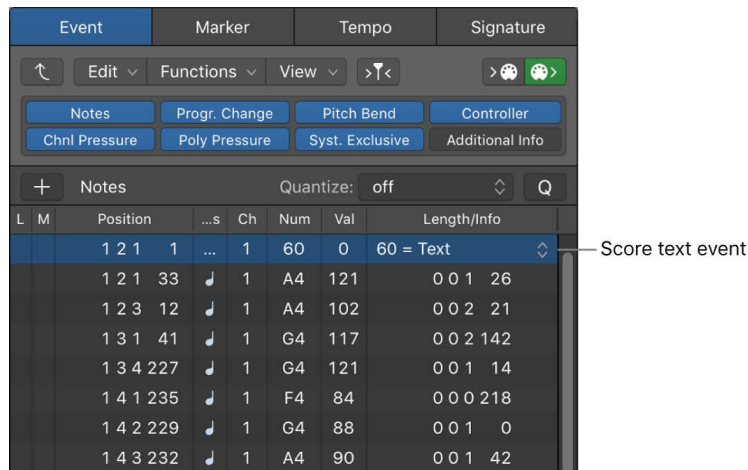 Event Marker Tempo Signature
Edit Functions View
Notes Progr. Change Pitch Bend Controller
Chnl Pressure Poly Pressure Syst. Exclusive Additional Info
+ Notes Quantize: off Q
L M Position ...s Ch Num Val Length/Info
1 2 1 1 ... 1 60 0 60 = Text Score text event
1 2 1 33 1 A4 121 0 0 1 26
1 2 3 12 1 A4 102 0 0 2 21
1 3 1 41 1 G4 117 0 0 2 142
1 3 4 227 1 G4 121 0 0 1 14
1 4 1 235 1 F4 84 0 0 0 218
1 4 2 229 1 G4 88 0 0 1 0
1 4 3 232 1 A4 90 0 0 1 42